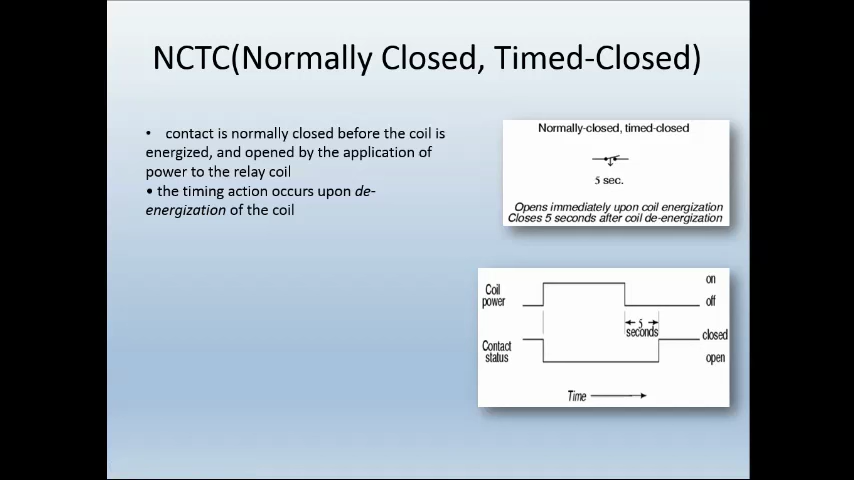 NCTC(Normally Closed, Timed-Closed)
• contact is normally closed before the coil is
energized, and opened by the application of
power to the relay coil
• the timing action occurs upon de-
energization of the coil
Normally-closed, timed-closed
5 sec.
Opens immediately upon coil energization
Closes 5 seconds after coil de-energization
Coil
power
on
off
5
seconds
Contact
status
closed
open
Time